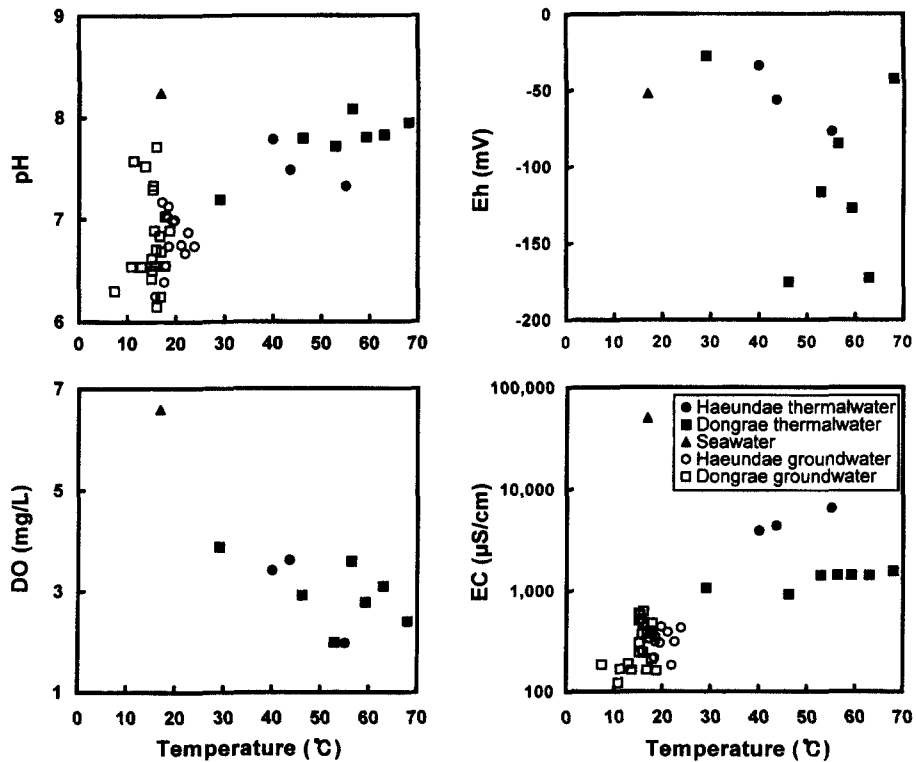 9
8
7
6
pH
0 10 20 30 40 50 60 70
0
-50
-100
-150
-200
Eh (mV)
0 10 20 30 40 50 60 70
7
5
3
1
DO (mg/L)
0 10 20 30 40 50 60 70
Temperature (℃)
100,000
10,000
1,000
100
EC (µS/cm)
Haeundae thermalwater
Dongrae thermalwater
Seawater
Haeundae groundwater
Dongrae groundwater
0 10 20 30 40 50 60 70
Temperature (℃)